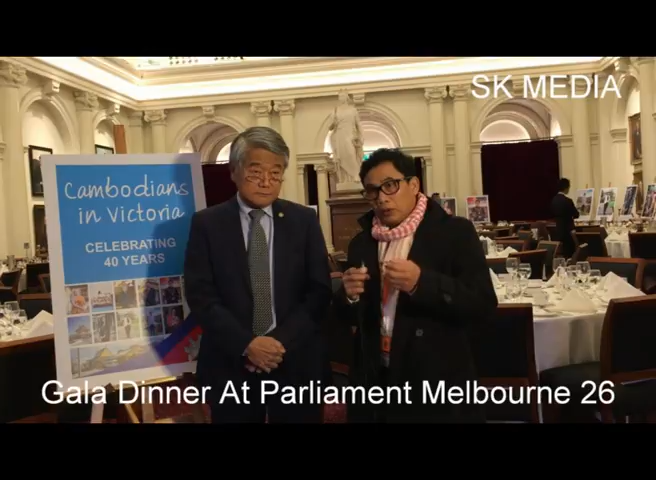 SK MEDIA
Cambodians
in Victoria
CELEBRATING
40 YEARS
Gala Dinner At Parliament Melbourne 26